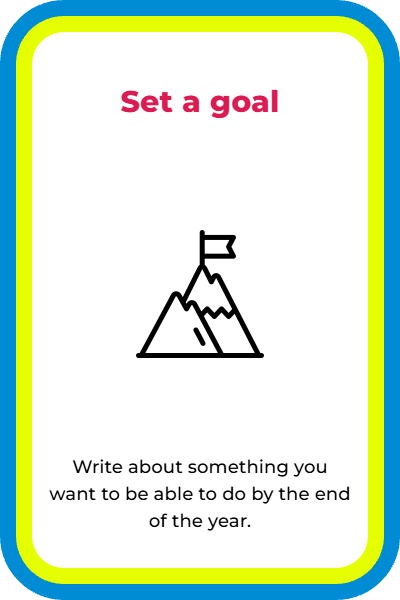 Set a goal
Write about something you
want to be able to do by the end
of the year.